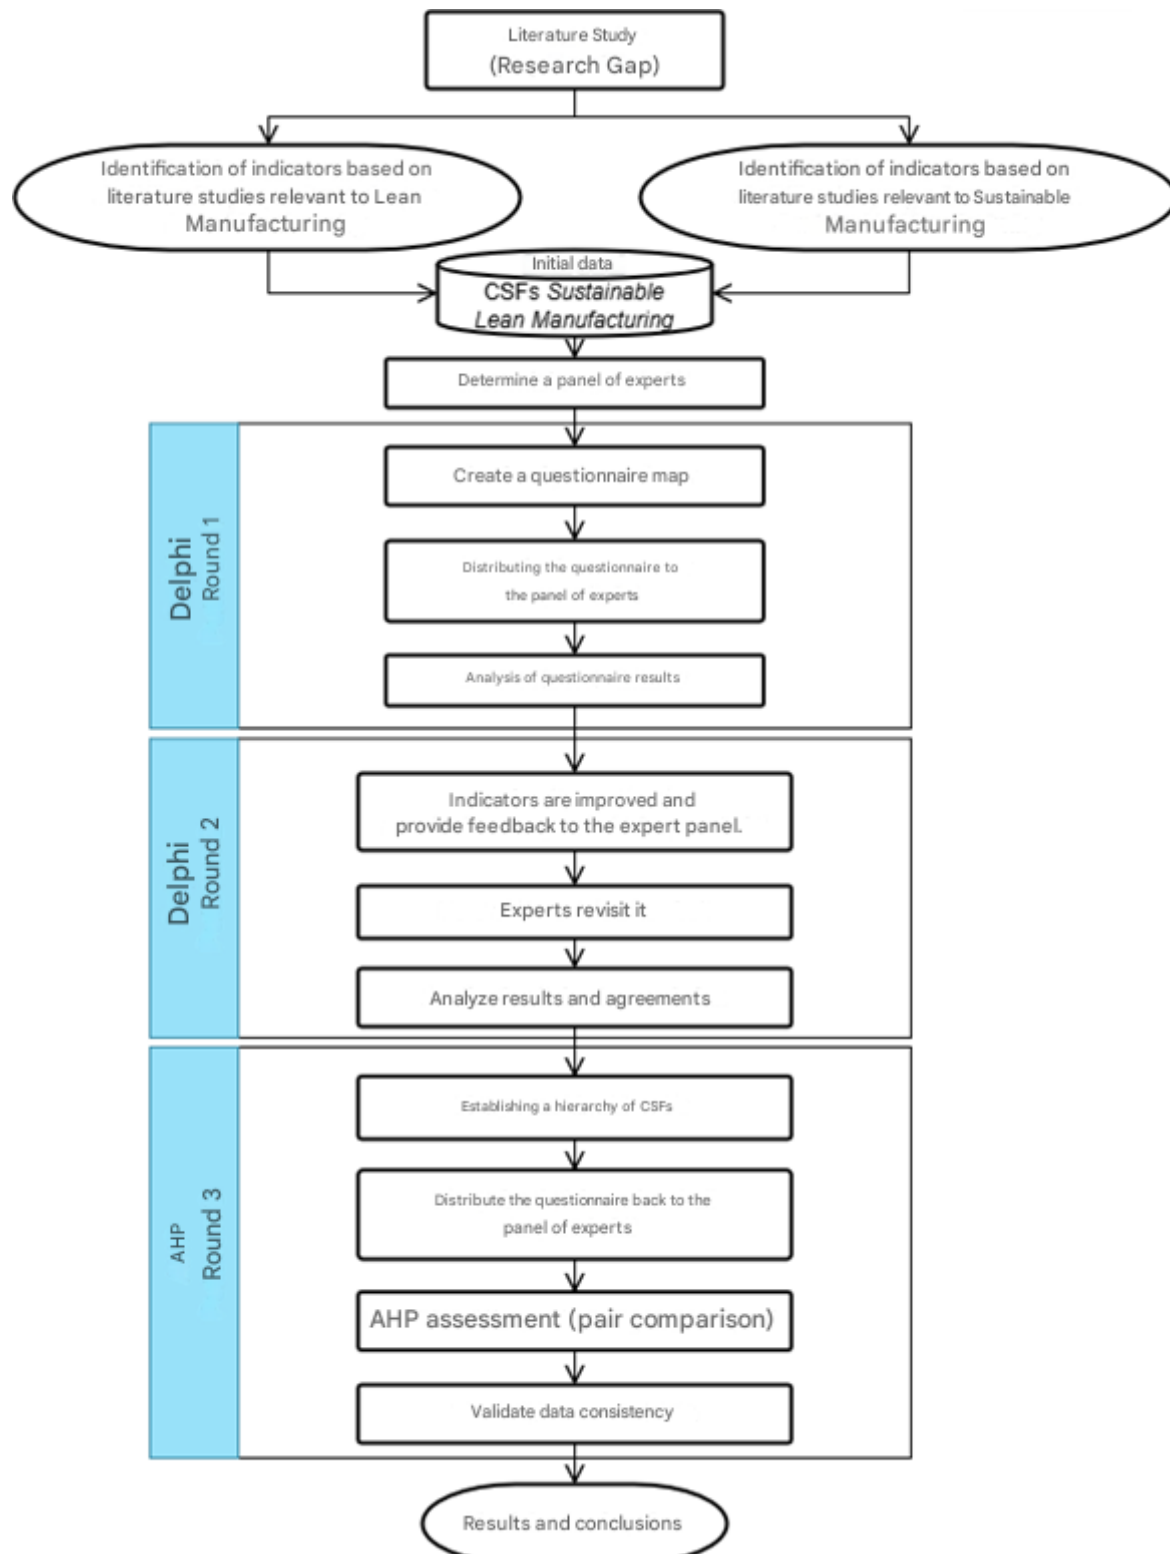 Literature Study
(Research Gap)
Identification of indicators based on
literature studies relevant to Lean
Manufacturing
Identification of indicators based on
literature studies relevant to Sustainable
Manufacturing
Initial data
CSFs Sustainable
Lean Manufacturing
Determine a panel of experts
Delphi
Round 1
Create a questionnaire map
Distributing the questionnaire to
the panel of experts
Analysis of questionnaire results
Delphi
Round 2
Indicators are improved and
provide feedback to the expert panel.
Experts revisit it
Analyze results and agreements
AHP
Round 3
Establishing a hierarchy of CSFs
Distribute the questionnaire back to the
panel of experts
AHP assessment (pair comparison)
Validate data consistency
Results and conclusions